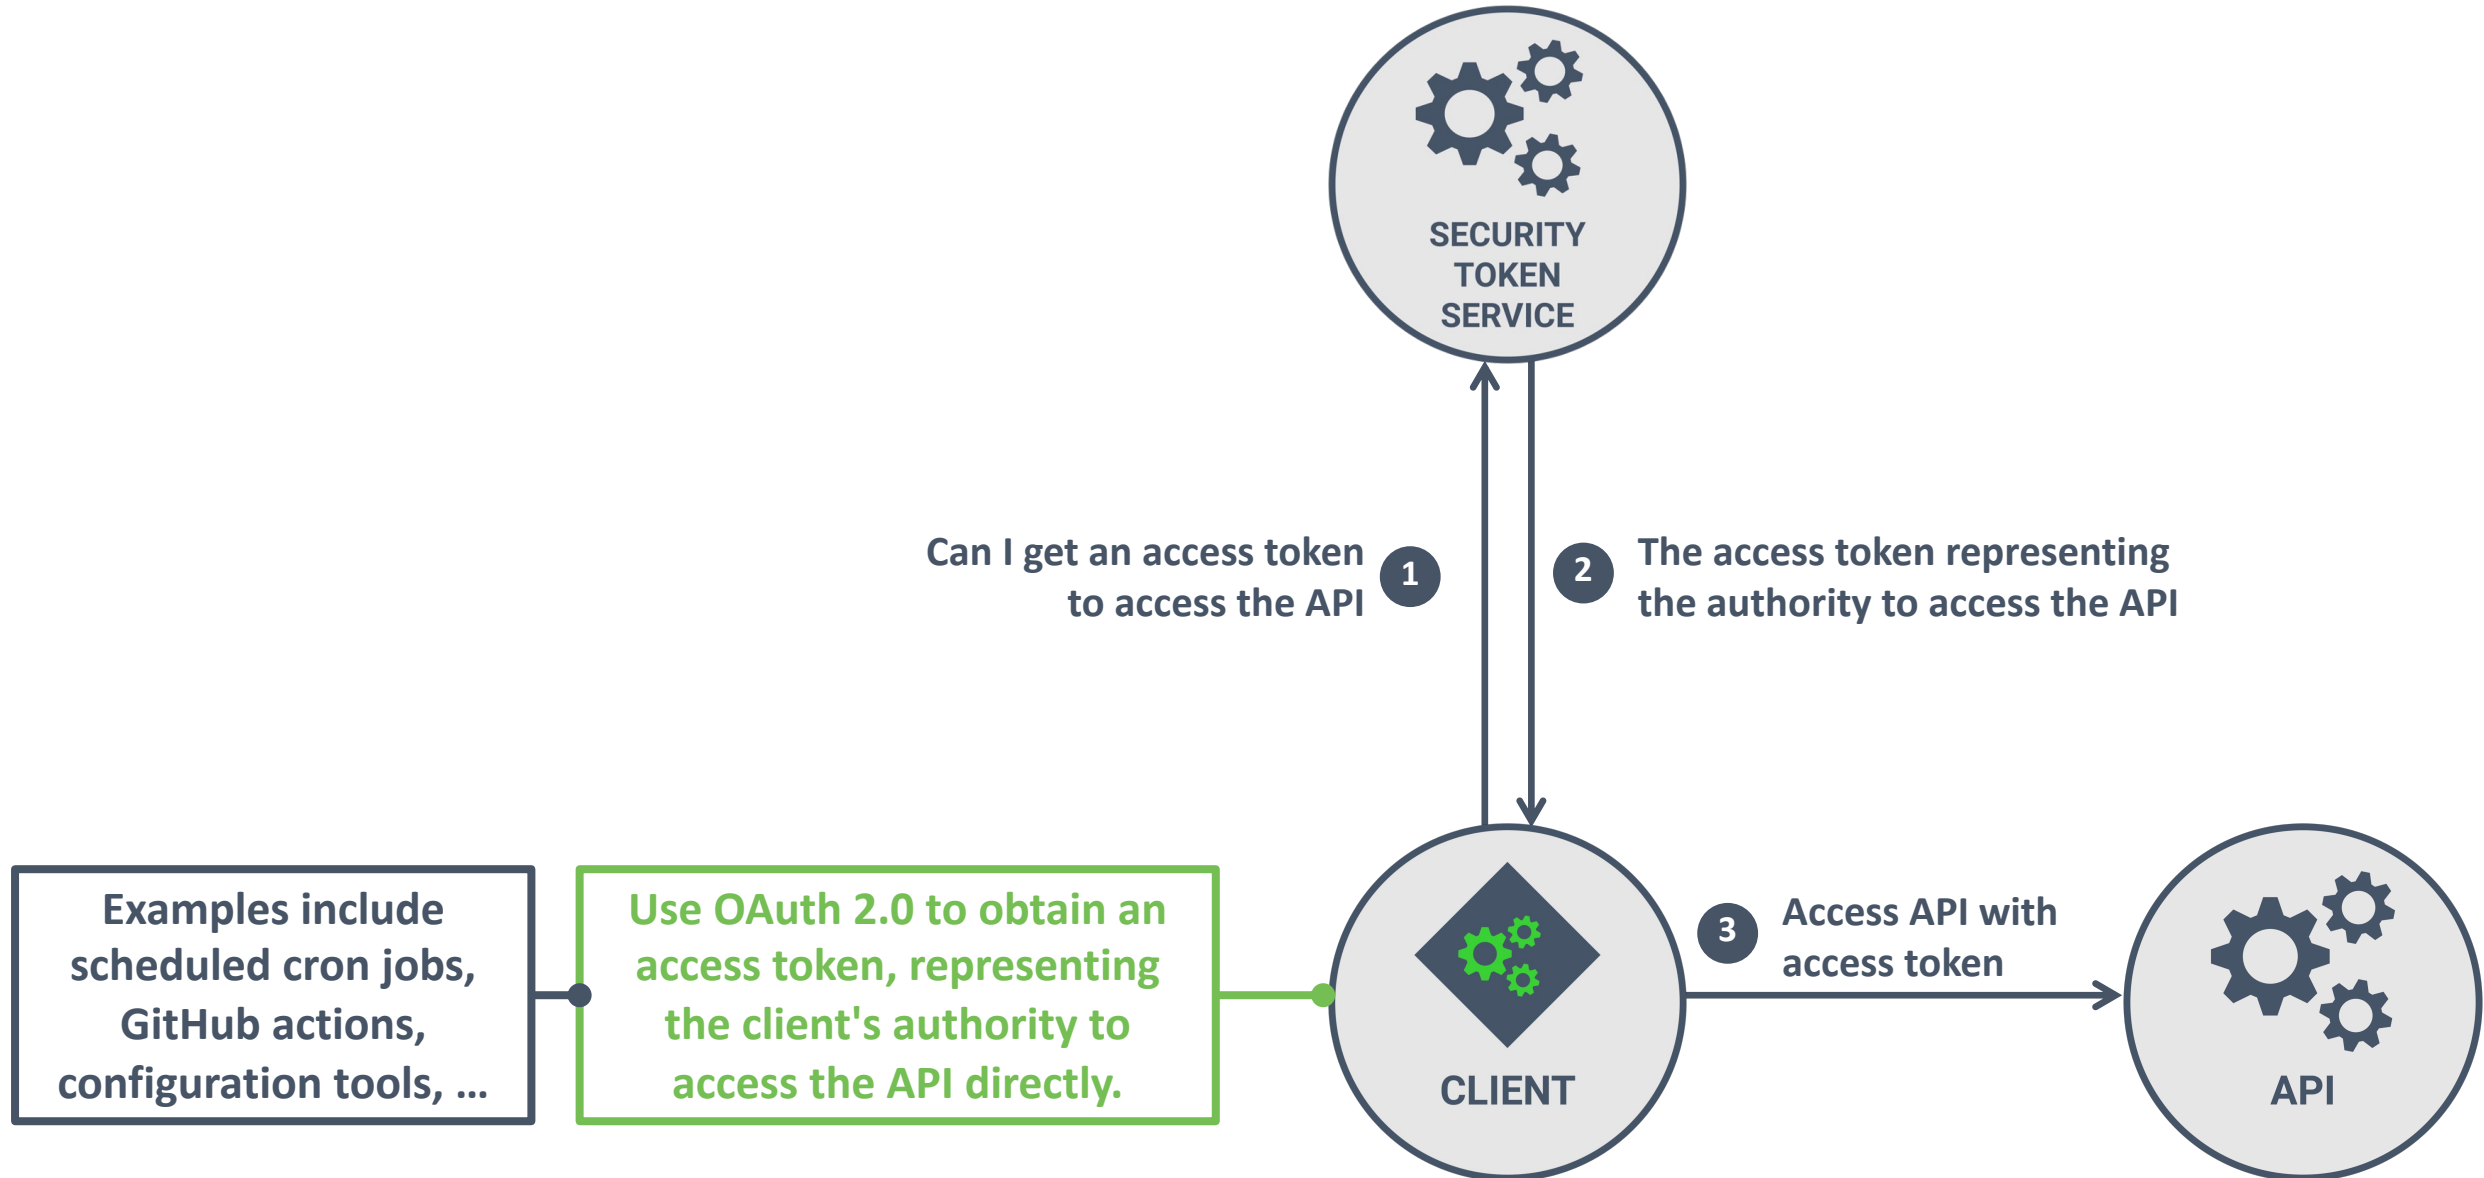 SECURITY
TOKEN
SERVICE
Can I get an access token
to access the API
1
2
The access token representing
the authority to access the API
Examples include
scheduled cron jobs,
GitHub actions,
configuration tools, ...
Use OAuth 2.0 to obtain an
access token, representing
the client's authority to
access the API directly.
CLIENT
3
Access API with
access token
API